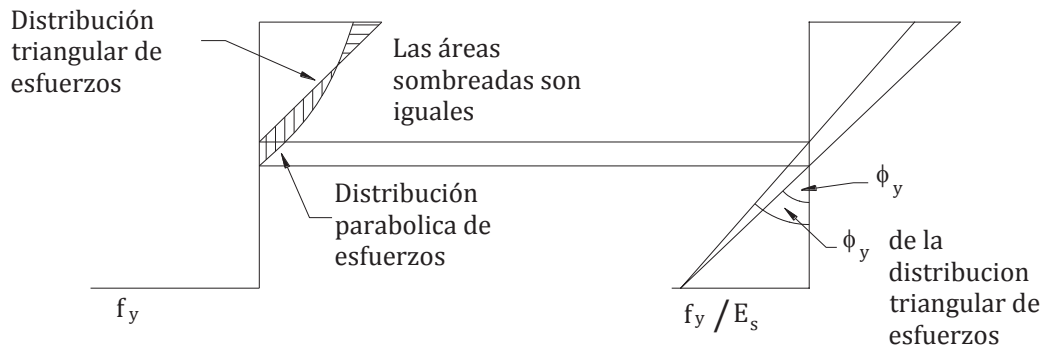 Distribución
triangular de
esfuerzos
Las áreas
sombreadas son
iguales
Distribución
parabolica de
esfuerzos
f y
ϕ y
ϕ y de la
distribucion
triangular de
esfuerzos
f y / E s